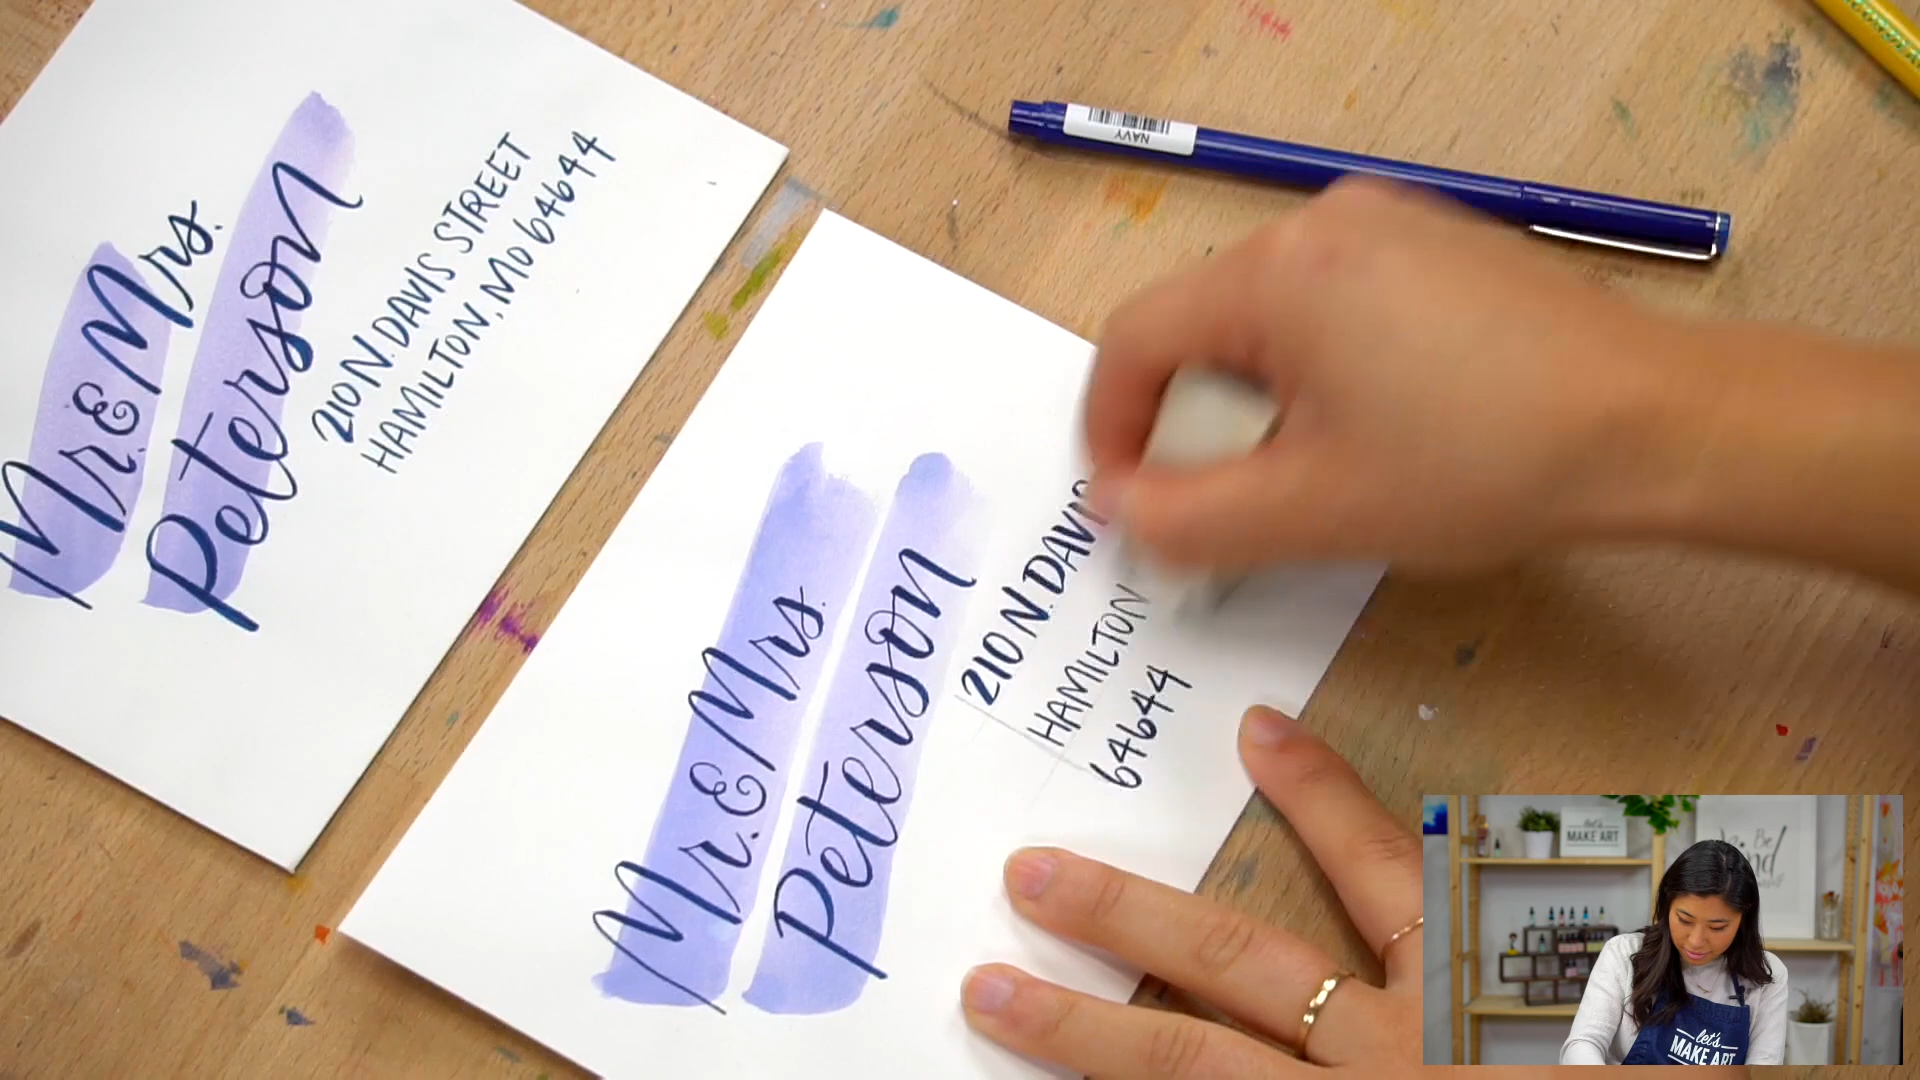 Mr. & Mrs.
Peterson
210 N. DAVIS STREET
HAMILTON, MO 64644
NAVY
Mr. & Mrs.
Peterson
210 N. DAVIS
HAMILTON
64644
let's
MAKE ART
Be
kind
let's
MAKE ART